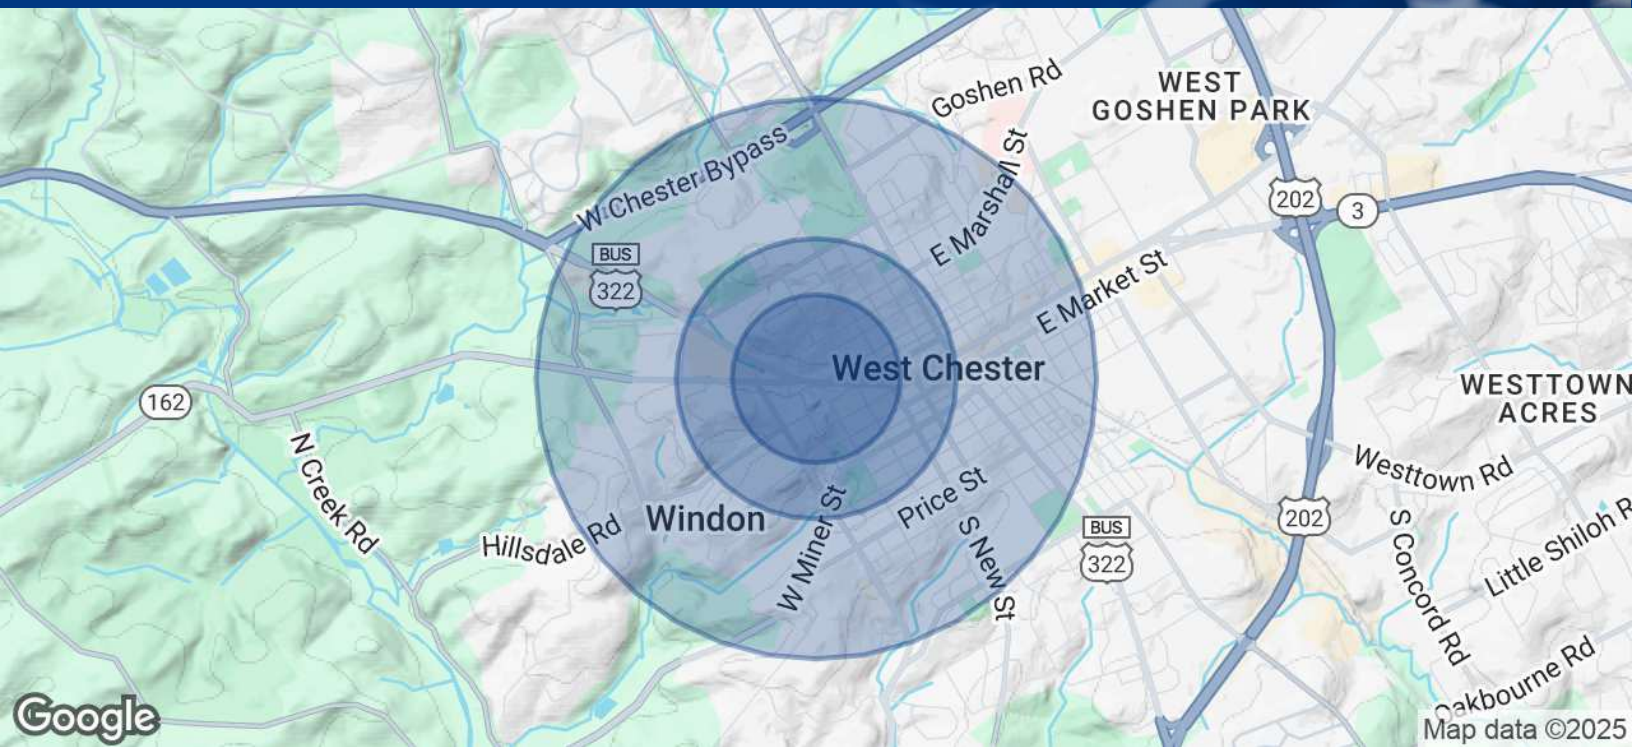 Goshen Rd
WEST
GOSHEN PARK
W Chester Bypass
E Marshall St
202
3
BUS
322
E Market St
West Chester
WESTTOWN
ACRES
162
N Creek Rd
Westtown Rd
Windon
Hillsdale Rd
W Miner St
Price St
S New St
BUS
322
202
S Concord Rd
Little Shiloh R
Oakbourne Rd
Google
Map data ©2025